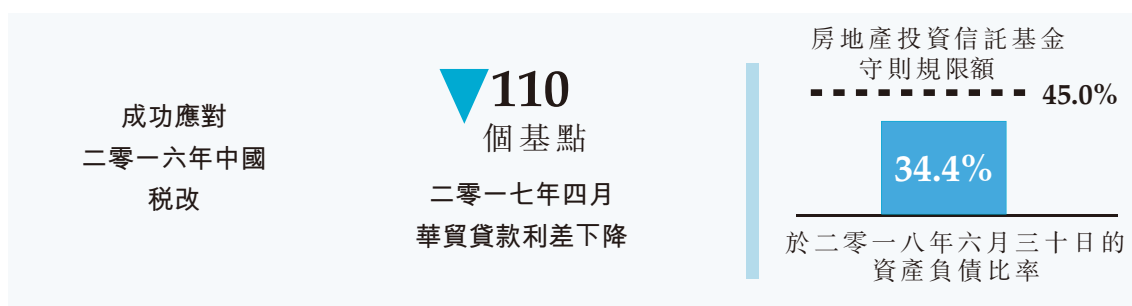 成功應對
二零一六年中國
稅改
▼110
個基點
二零一七年四月
華貿貸款利差下降
房地產投資信託基金
守則規限額
45.0%
34.4%
於二零一八年六月三十日的
資產負債比率